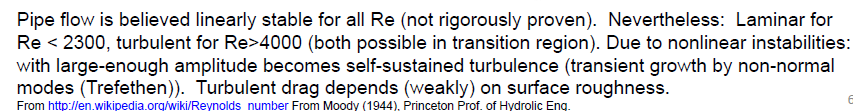 Pipe flow is believed linearly stable for all Re (not rigorously proven).  Nevertheless:  Laminar for
Re < 2300, turbulent for Re>4000 (both possible in transition region). Due to nonlinear instabilities:
with large-enough amplitude becomes self-sustained turbulence (transient growth by non-normal
modes (Trefethen)).  Turbulent drag depends (weakly) on surface roughness.
From http://en.wikipedia.org/wiki/Reynolds_number From Moody (1944), Princeton Prof. of Hydrolic Eng.
6